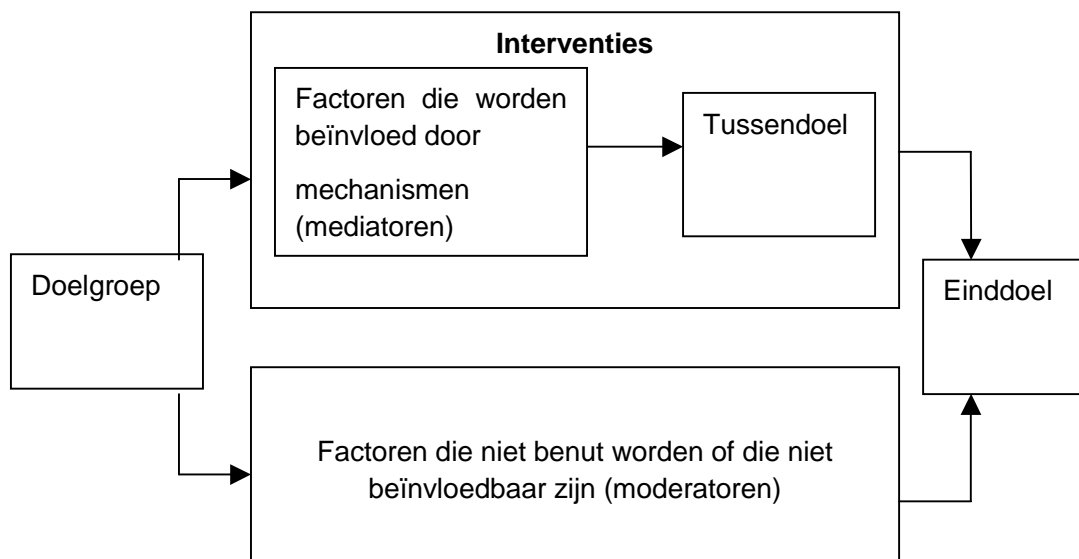 Interventies
Factoren die worden
beïnvloed door
mechanismen
(mediatoren)
Tussendoel
Doelgroep
Einddoel
Factoren die niet benut worden of die niet
beïnvloedbaar zijn (moderatoren)